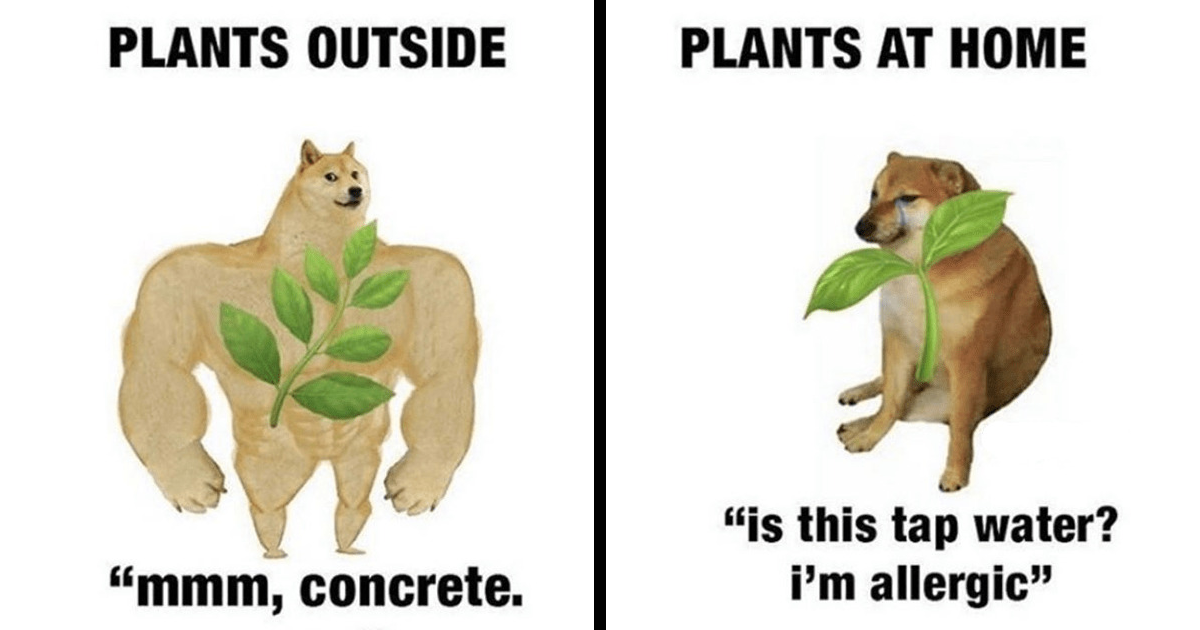 PLANTS OUTSIDE
“mmm, concrete.
PLANTS AT HOME
“is this tap water?
i’m allergic”